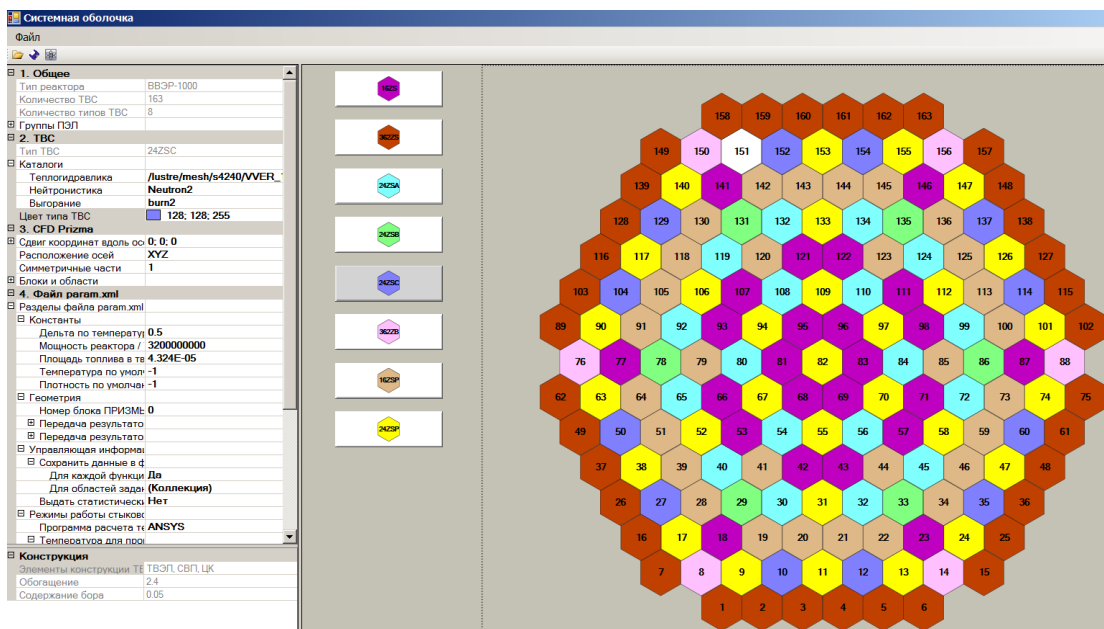 Системная оболочка
Файл
1. Общее
Тип реактора ВВЭР-1000
Количество ТВС 163
Количество типов ТВС 8
Группы ПЭЛ
2. ТВС
Тип ТВС 24ZSC
Каталоги
Теплогидравлика /lustre/mesh/s4240/VVER_
Нейтронистика Neutron2
Выгорание burn2
Цвет типа ТВС 128; 128; 255
3. CFD Prizma
Сдвиг координат вдоль ос 0; 0; 0
Расположение осей XYZ
Симметричные части 1
Блоки и области
4. Файл param.xml
Разделы файла param.xml
Константы
Дельта по температу 0.5
Мощность реактора / 3200000000
Площадь топлива в тв 4.324E-05
Температура по умол -1
Плотность по умолчан -1
Геометрия
Номер блока ПРИЗМЫ 0
Передача результато
Передача результато
Управляющая информац
Сохранить данные в ф
Для каждой функци Да
Для областей задан (Коллекция)
Выдать статистическ Нет
Режимы работы стыково
Программа расчета те ANSYS
Температура для про
Конструкция
Элементы конструкции ТВ ТВЭЛ, СВП, ЦК
Обогащение 2.4
Содержание бора 0.05
16ZS
36ZZS
24ZSA
24ZSB
24ZSC
36ZZB
16ZSP
24ZSP
158 159 160 161 162 163
149 150 151 152 153 154 155 156 157
139 140 141 142 143 144 145 146 147 148
128 129 130 131 132 133 134 135 136 137 138
116 117 118 119 120 121 122 123 124 125 126 127
103 104 105 106 107 108 109 110 111 112 113 114 115
89 90 91 92 93 94 95 96 97 98 99 100 101 102
76 77 78 79 80 81 82 83 84 85 86 87 88
62 63 64 65 66 67 68 69 70 71 72 73 74 75
49 50 51 52 53 54 55 56 57 58 59 60 61
37 38 39 40 41 42 43 44 45 46 47 48
26 27 28 29 30 31 32 33 34 35 36
16 17 18 19 20 21 22 23 24 25
7 8 9 10 11 12 13 14 15
1 2 3 4 5 6